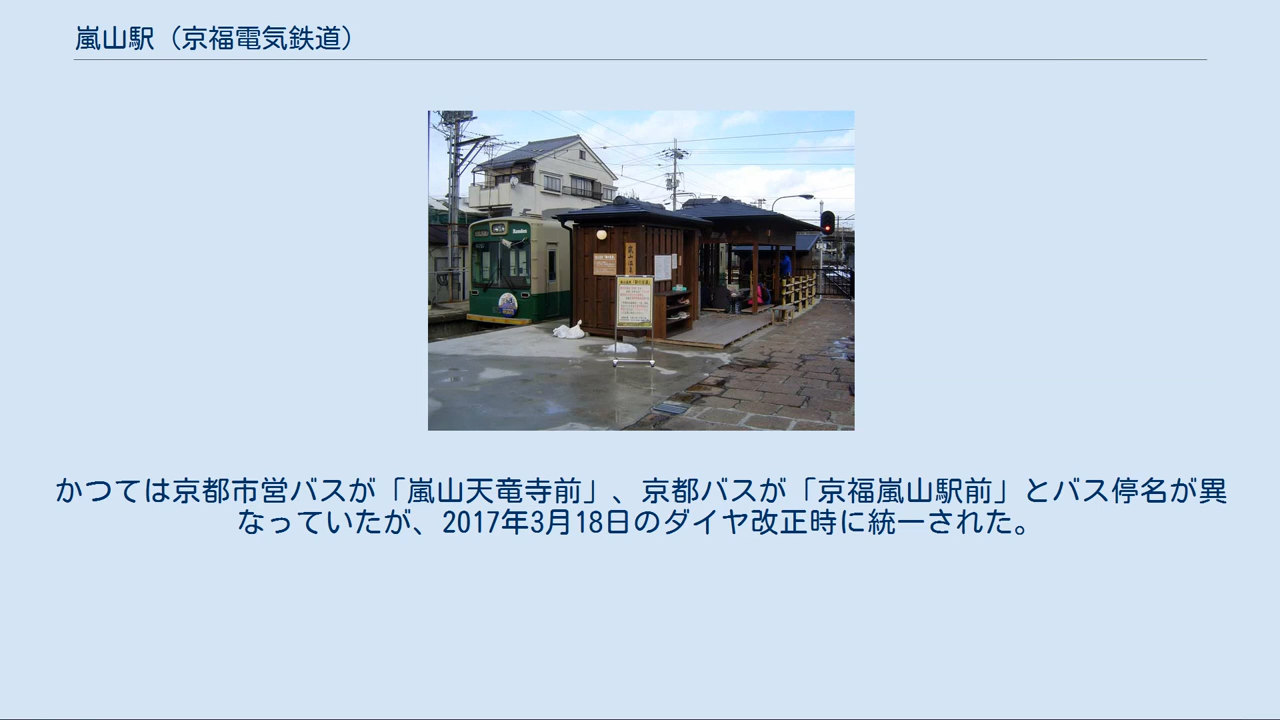 嵐山駅（京福電気鉄道）
かつては京都市営バスが「嵐山天竜寺前」、京都バスが「京福嵐山駅前」とバス停名が異
なっていたが、2017年3月18日のダイヤ改正時に統一された。